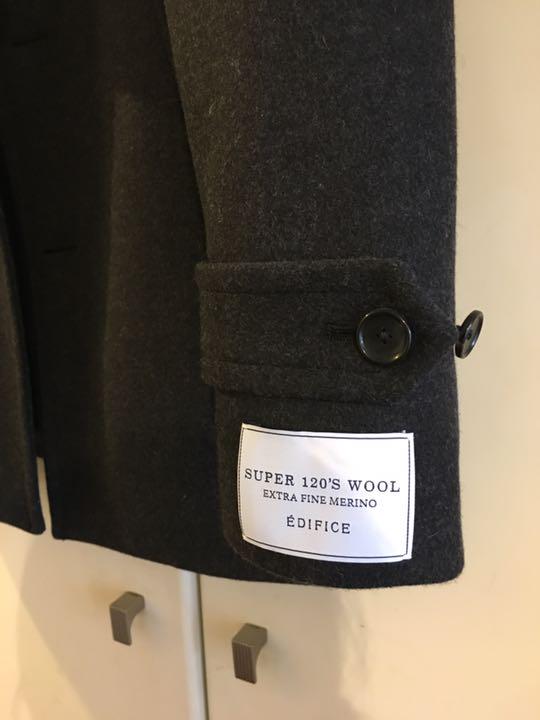 SUPER 120'S WOOL
EXTRA FINE MERINO
ÉDIFICE